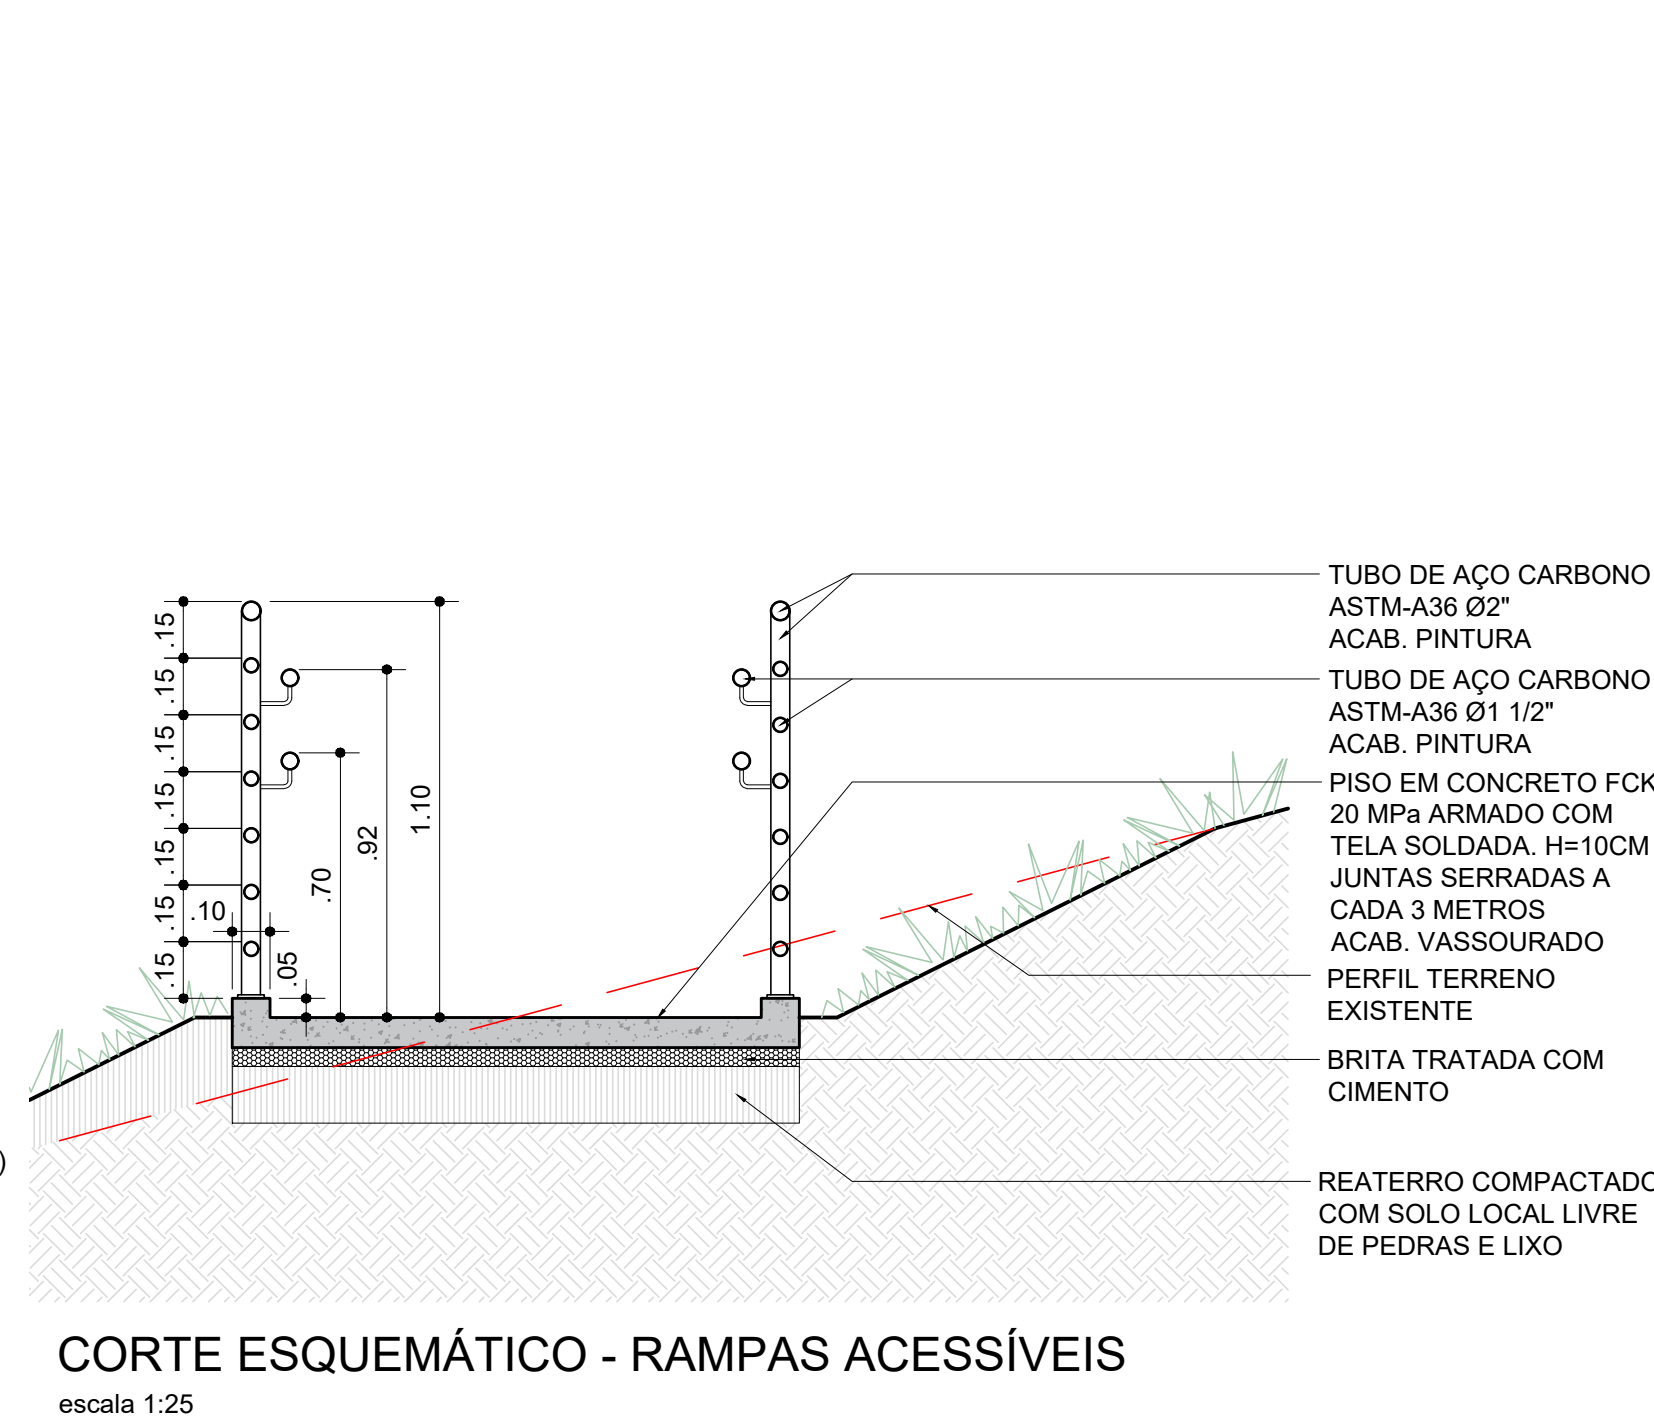 TUBO DE AÇO CARBONO
ASTM-A36 Ø2"
ACAB. PINTURA
TUBO DE AÇO CARBONO
ASTM-A36 Ø1 1/2"
ACAB. PINTURA
PISO EM CONCRETO FCK
20 MPa ARMADO COM
TELA SOLDADA. H=10CM
JUNTAS SERRADAS A
CADA 3 METROS
ACAB. VASSOURADO
PERFIL TERRENO
EXISTENTE
BRITA TRATADA COM
CIMENTO
REATERRO COMPACTADO
COM SOLO LOCAL LIVRE
DE PEDRAS E LIXO
.15
.15
.15
.15
.15
.15
.15
.10
.05
.70
.92
1.10
)
CORTE ESQUEMÁTICO - RAMPAS ACESSÍVEIS
escala 1:25